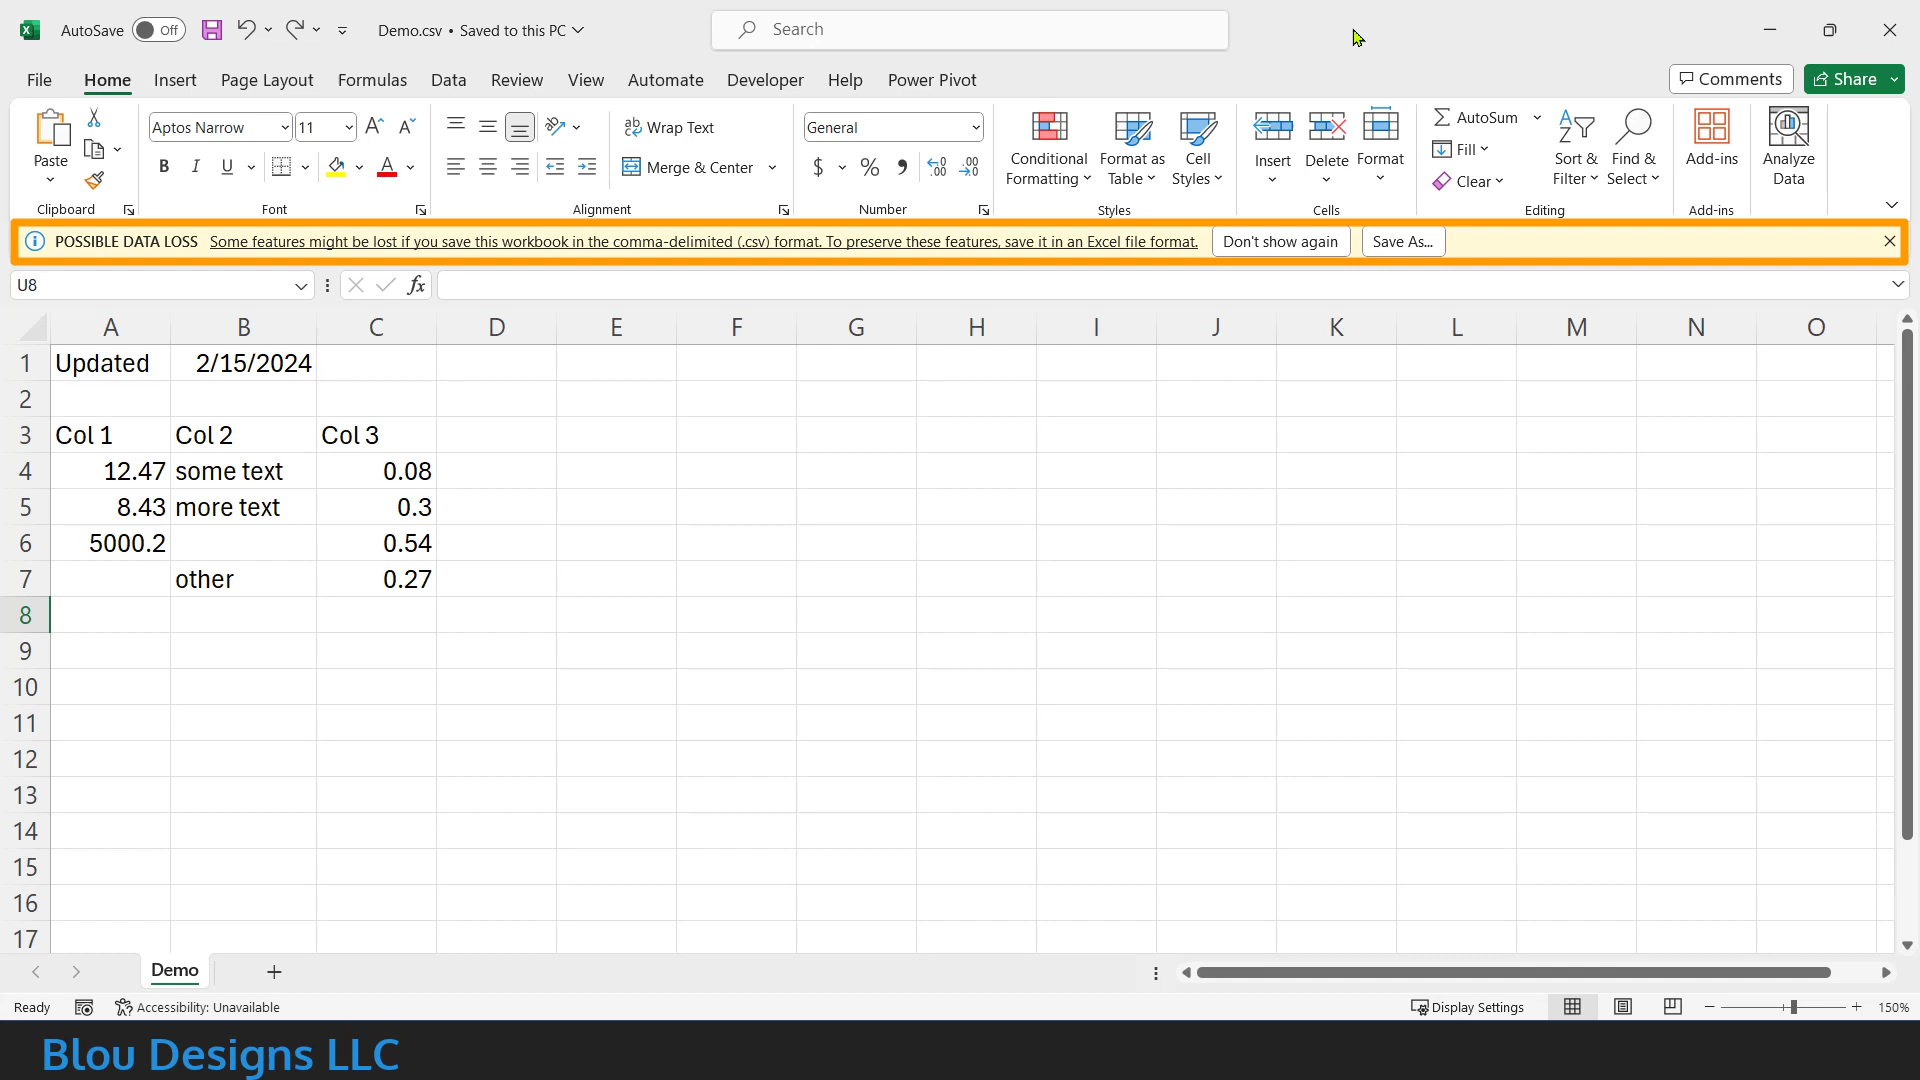 AutoSave Off Demo.csv • Saved to this PC Search
File Home Insert Page Layout Formulas Data Review View Automate Developer Help Power Pivot Comments Share
Paste Aptos Narrow 11 Wrap Text General Conditional Formatting Format as Table Cell Styles Insert Delete Format AutoSum Fill Clear Sort & Filter Find & Select Add-ins Analyze Data
B I U A Merge & Center $ % 9
Clipboard Font Alignment Number Styles Cells Editing Add-ins
POSSIBLE DATA LOSS Some features might be lost if you save this workbook in the comma-delimited (.csv) format. To preserve these features, save it in an Excel file format. Don't show again Save As...
U8 fx
A B C D E F G H I J K L M N O
1 Updated 2/15/2024
2
3 Col 1 Col 2 Col 3
4 12.47 some text 0.08
5 8.43 more text 0.3
6 5000.2 0.54
7 other 0.27
8
9
10
11
12
13
14
15
16
17
Demo
Ready Accessibility: Unavailable Display Settings 150%
Blou Designs LLC